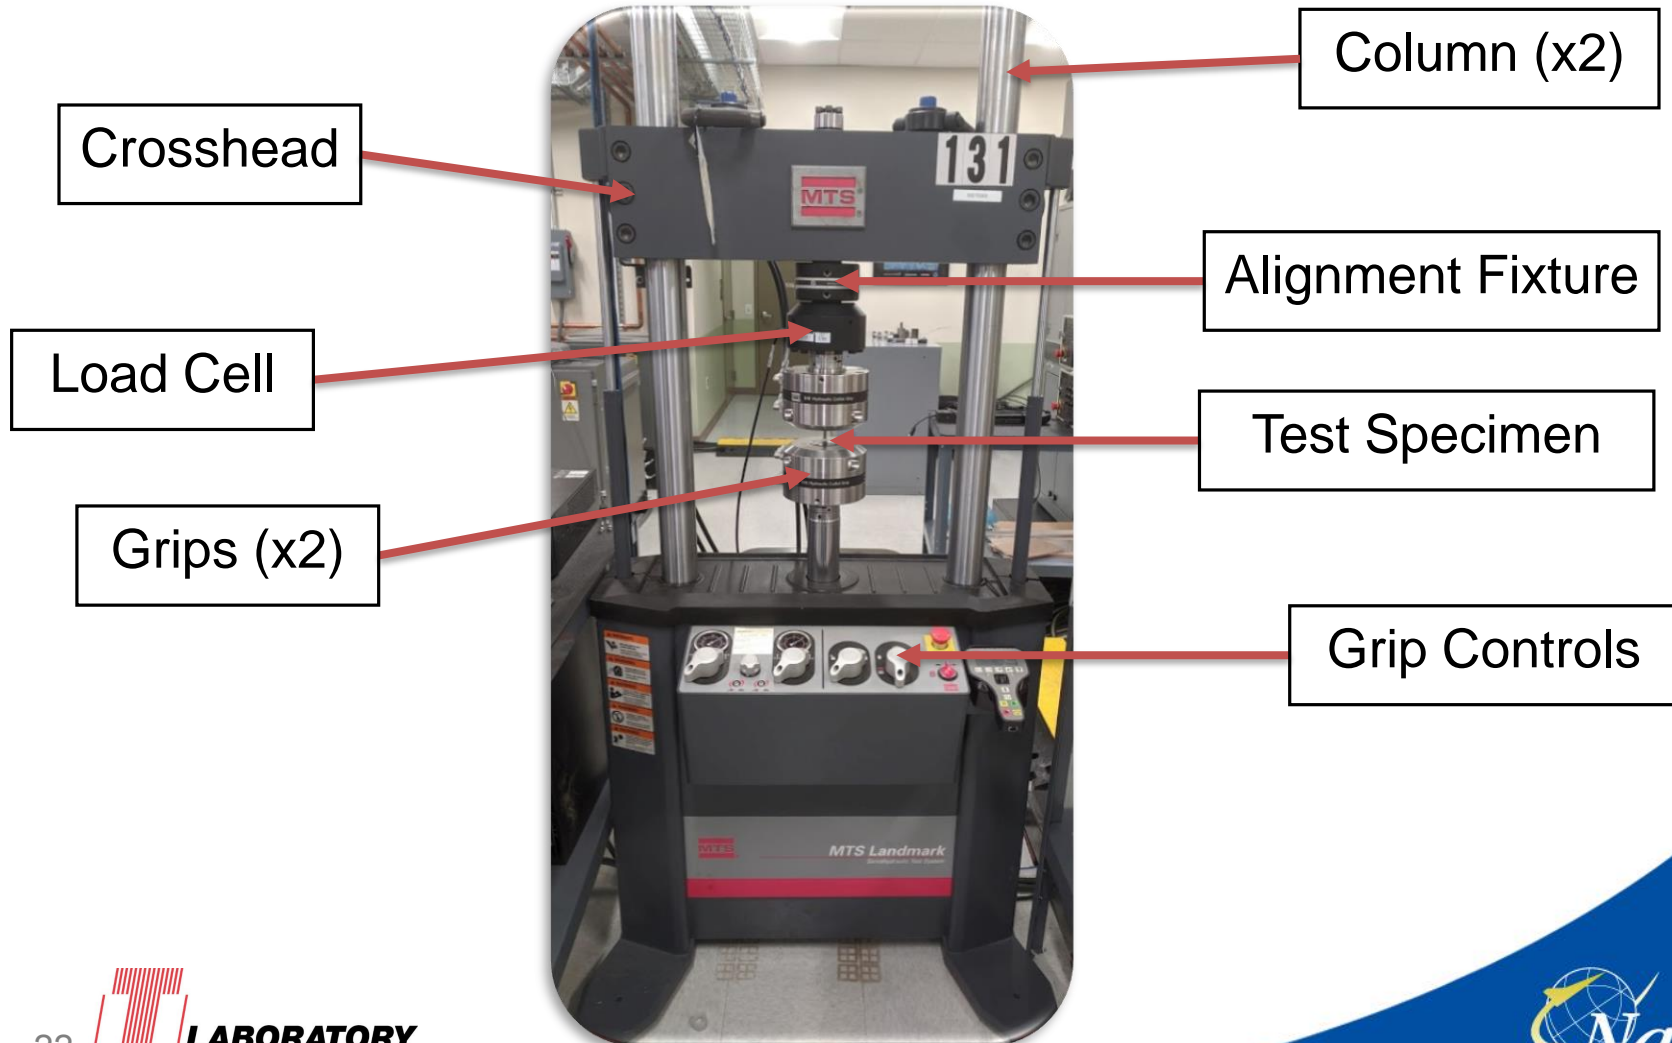 Column (x2)
Crosshead
131
MTS
Alignment Fixture
Load Cell
Test Specimen
Grips (x2)
Grip Controls
MTS
MTS Landmark
LABORATORY